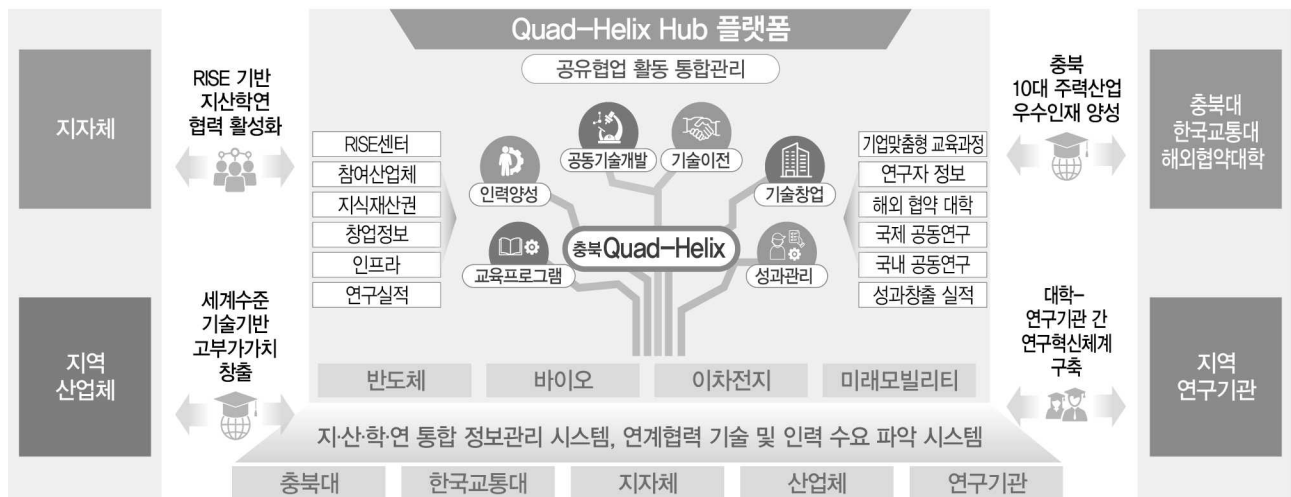 Quad-Helix Hub 플랫폼
공유협업 활동 통합관리
지자체
RISE 기반
지산학연
협력 활성화
지역
산업체
세계수준
기술기반
고부가가치
창출
RISE센터
참여산업체
지식재산권
창업정보
인프라
연구실적
공동기술개발
기술이전
인력양성
기술창업
교육프로그램
성과관리
충북Quad-Helix
기업맞춤형 교육과정
연구자 정보
해외 협약 대학
국제 공동연구
국내 공동연구
성과창출 실적
충북
10대 주력산업
우수인재 양성
충북대
한국교통대
해외협약대학
대학-
연구기관 간
연구혁신체계
구축
지역
연구기관
반도체
바이오
이차전지
미래모빌리티
지·산·학·연 통합 정보관리 시스템, 연계협력 기술 및 인력 수요 파악 시스템
충북대
한국교통대
지자체
산업체
연구기관